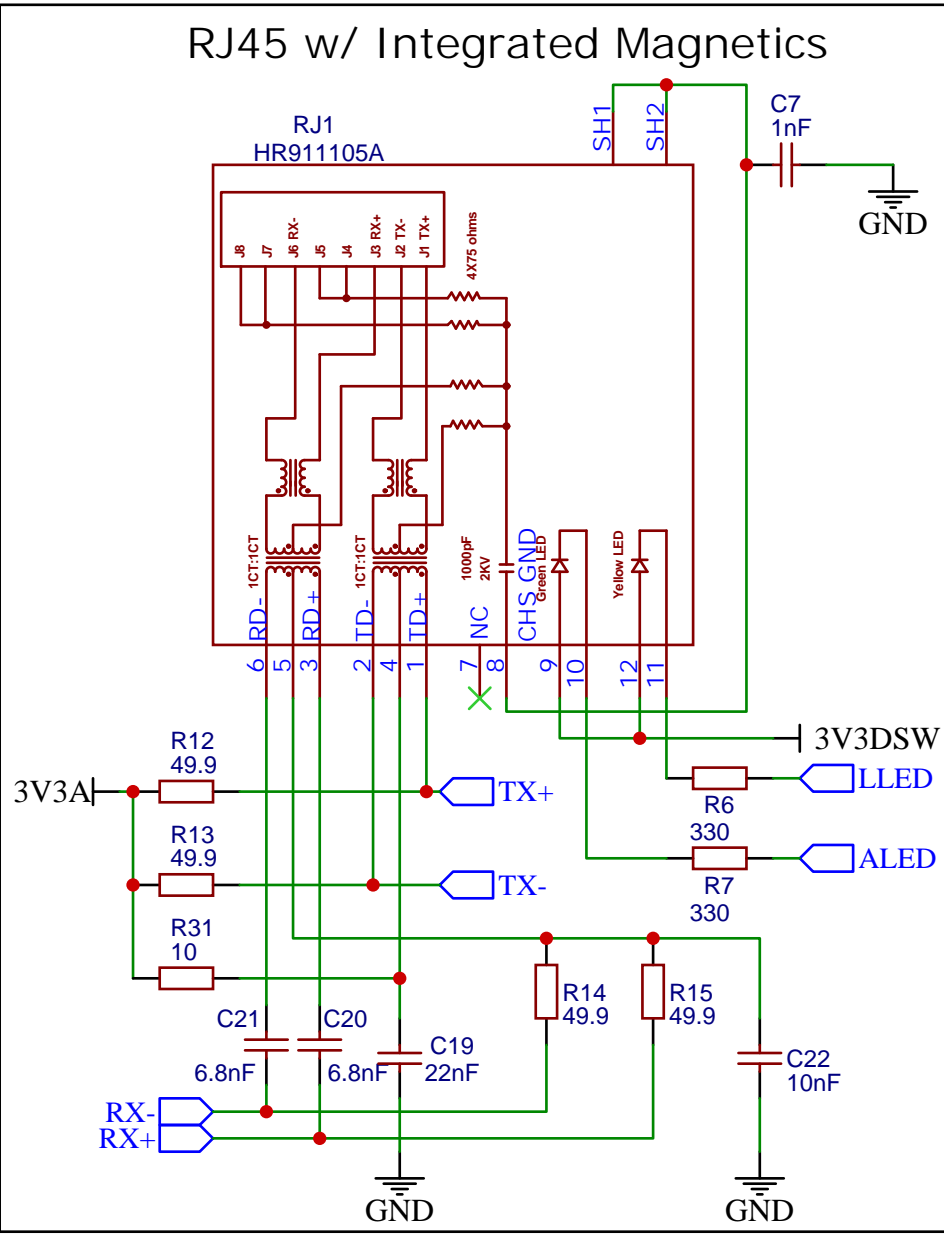 RJ45 w/ Integrated Magnetics
RJ1
HR911105A
SH1
SH2
C7
1nF
GND
J8
J7
J6 RX-
J5
J4
J3 RX+
J2 TX-
J1 TX+
4X75 ohms
1CT:1CT
1CT:1CT
1000pF
2KV
CHS GND
Green LED
Yellow LED
RD-
RD+
TD-
TD+
NC
6
5
3
2
4
1
7
8
9
10
12
11
3V3DSW
R12
49.9
3V3A
TX+
R6
330
LLED
R13
49.9
TX-
R7
330
ALED
R31
10
R14
49.9
R15
49.9
C21
6.8nF
C20
6.8nF
C19
22nF
C22
10nF
RX-
RX+
GND
GND